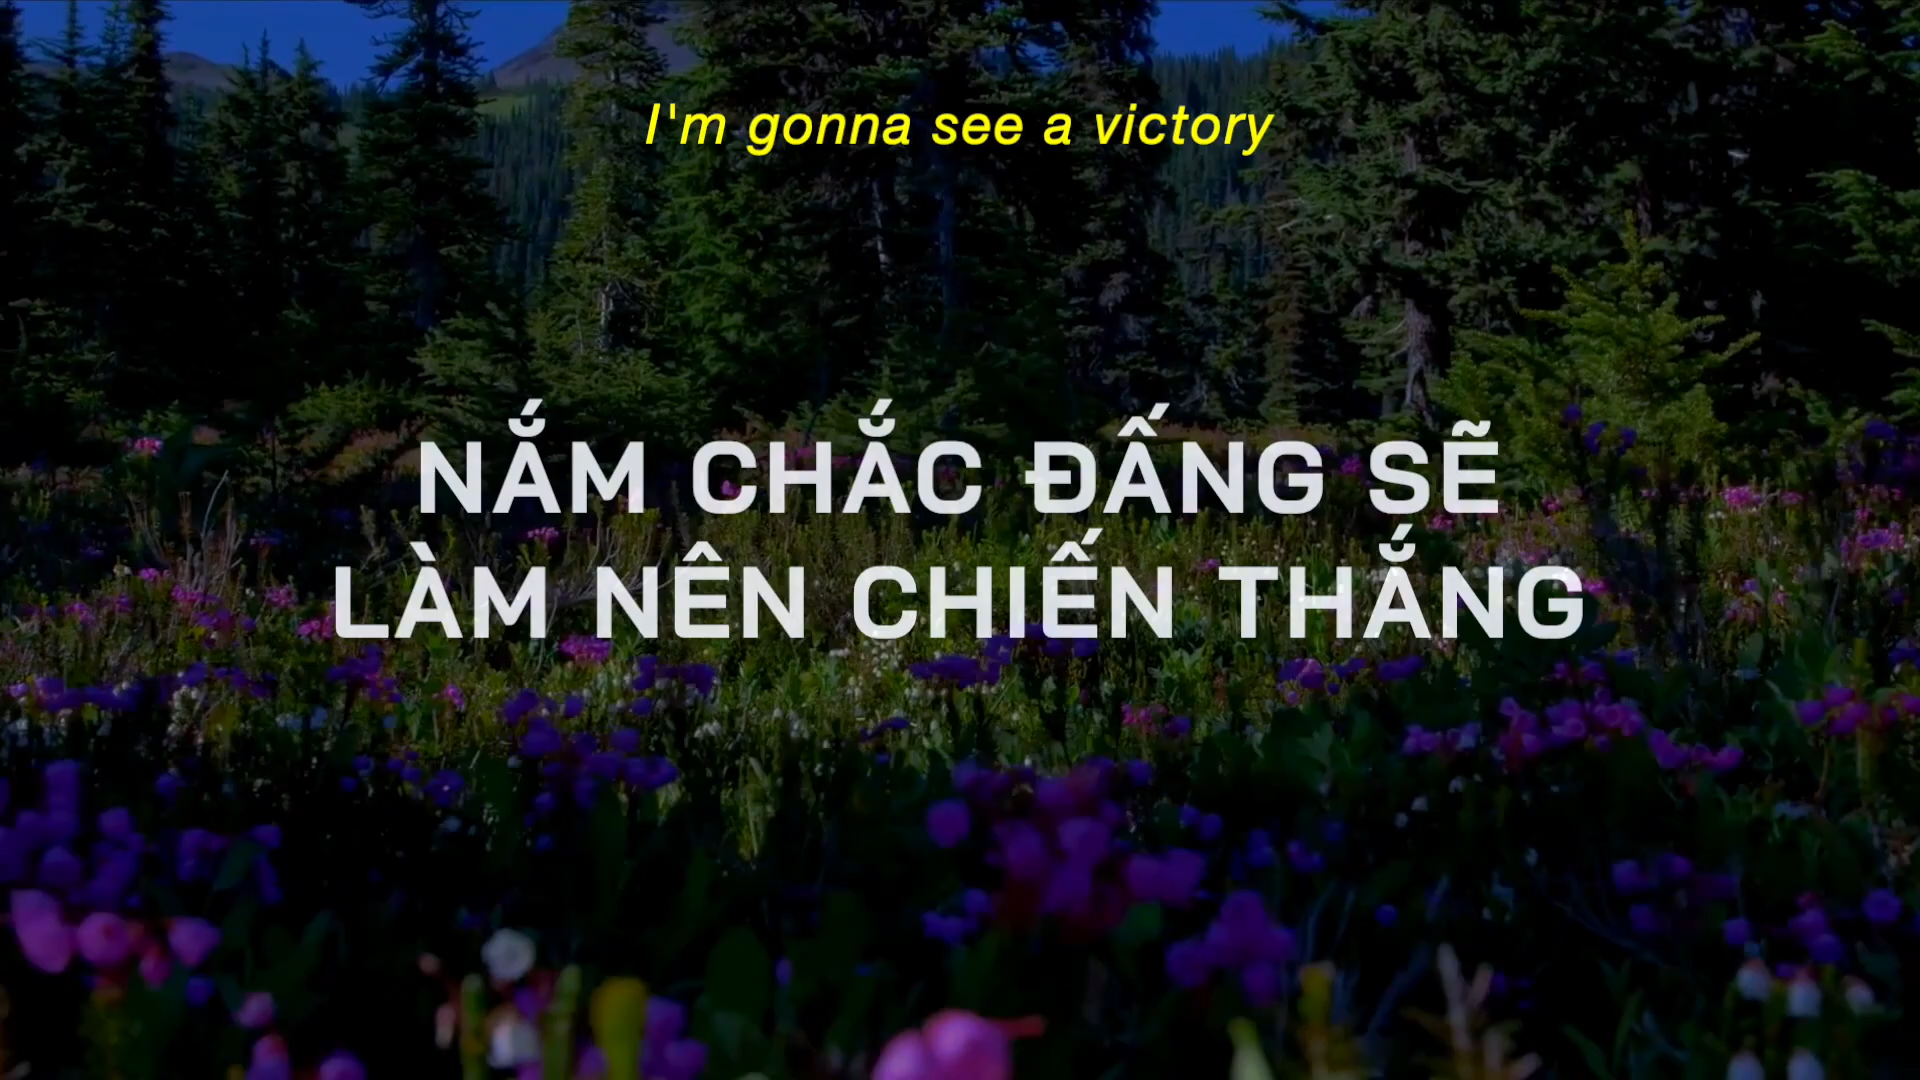 I'm gonna see a victory
NẮM CHẮC ĐẤNG SẼ
LÀM NÊN CHIẾN THẮNG